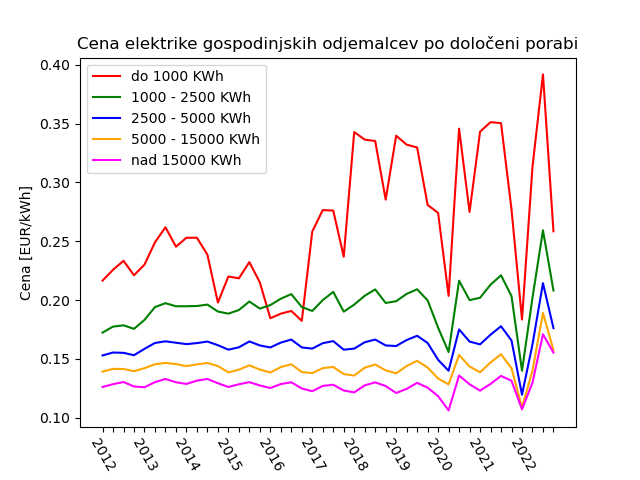 Cena elektrike gospodinjskih odjemalcev po določeni porabi
Cena [EUR/kWh]
0.40
0.35
0.30
0.25
0.20
0.15
0.10
do 1000 KWh
1000 - 2500 KWh
2500 - 5000 KWh
5000 - 15000 KWh
nad 15000 KWh
2012
2013
2014
2015
2016
2017
2018
2019
2020
2021
2022